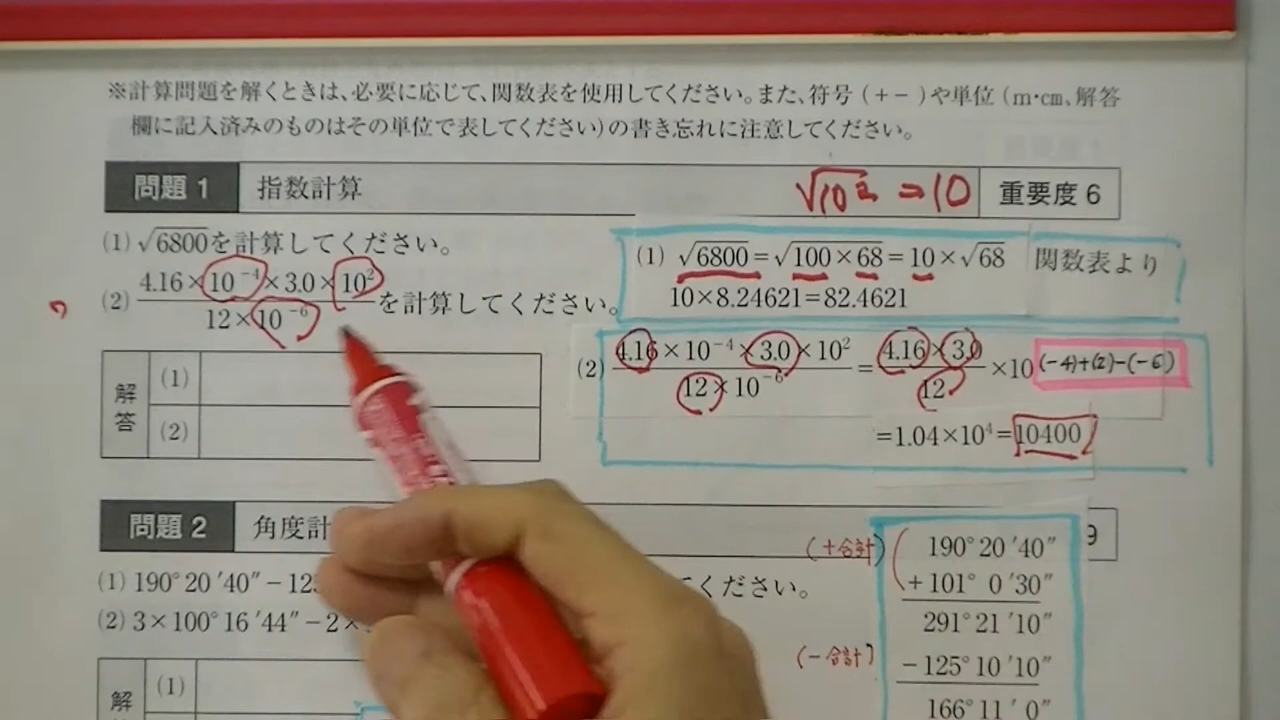 ※計算問題を解くときは、必要に応じて、関数表を使用してください。また、符号(+−)や単位(m・㎝、解答
欄に記入済みのものはその単位で表してください)の書き忘れに注意してください。
問題 1 指数計算 √10² = 10 重要度 6
(1) √6800を計算してください。
(2) 4.16×10⁻⁴×3.0×10² / 12×10⁻⁶ を計算してください。
解答
(1)
(2)
(1) √6800=√100×68=10×√68 関数表より
10×8.24621=82.4621
(2) 4.16×10⁻⁴×3.0×10² / 12×10⁻⁶ = 4.16×3.0 / 12 ×10 (-4)+(2)-(-6)
=1.04×10⁴=10400
問題 2 角度計
9
(1) 190°20′40″−12
ください。
(2) 3×100°16′44″−2×
解
(1)
(+合計)
190°20′40″
+101° 0′30″
291°21′10″
(−合計)
−125°10′10″
166°11′ 0″